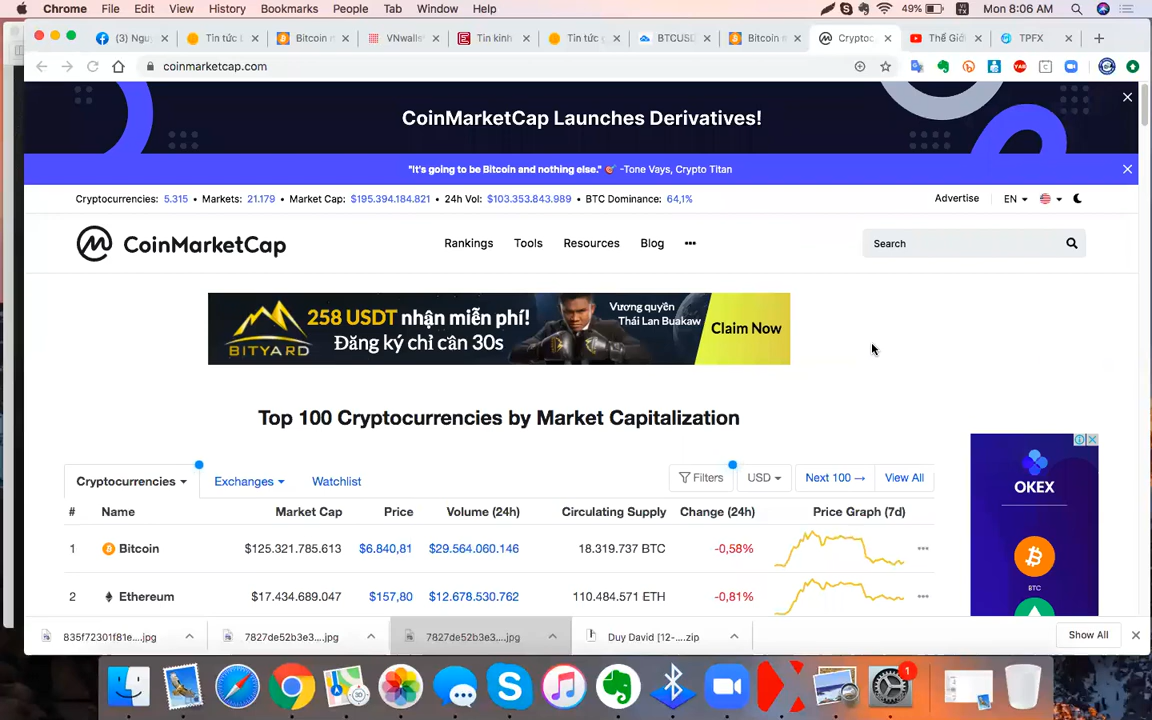 Chrome File Edit View History Bookmarks People Tab Window Help 49% Mon 8:06 AM
(3) Ngu
Tin tức l
Bitcoin n
VNwalls
Tin kinh
Tin tức g
BTCUSD
Bitcoin n
Cryptoc
Thế Giới
TPFX
coinmarketcap.com
CoinMarketCap Launches Derivatives!
"It's going to be Bitcoin and nothing else." 🎯 -Tone Vays, Crypto Titan
Cryptocurrencies: 5.315 • Markets: 21.179 • Market Cap: $195.394.184.821 • 24h Vol: $103.353.843.989 • BTC Dominance: 64,1%
Advertise EN
CoinMarketCap
Rankings Tools Resources Blog •••
Search
BITYARD
258 USDT nhận miễn phí!
Đăng ký chỉ cần 30s
Vương quyền
Thái Lan Buakaw
Claim Now
Top 100 Cryptocurrencies by Market Capitalization
Cryptocurrencies Exchanges Watchlist
Filters USD Next 100 → View All
# Name Market Cap Price Volume (24h) Circulating Supply Change (24h) Price Graph (7d)
1 Bitcoin $125.321.785.613 $6.840,81 $29.564.060.146 18.319.737 BTC -0,58%
2 Ethereum $17.434.689.047 $157,80 $12.678.530.762 110.484.571 ETH -0,81%
OKEX
BTC
835f72301f81e....jpg
7827de52b3e3....jpg
7827de52b3e3....jpg
Duy David [12-....zip
Show All
3D
1